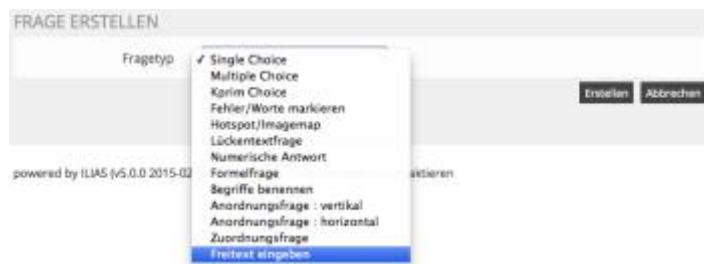 FRAGE ERSTELLEN
Fragetyp
✓ Single Choice
Multiple Choice
Kprim Choice
Fehler/Worte markieren
Hotspot/Imagemap
Lückentextfrage
Numerische Antwort
Formelfrage
Begriffe benennen
Anordnungsfrage : vertikal
Anordnungsfrage : horizontal
Zuordnungsfrage
Freitext eingeben
Erstellen Abbrechen
powered by ILIAS (v5.0.0 2015-02 aktieren